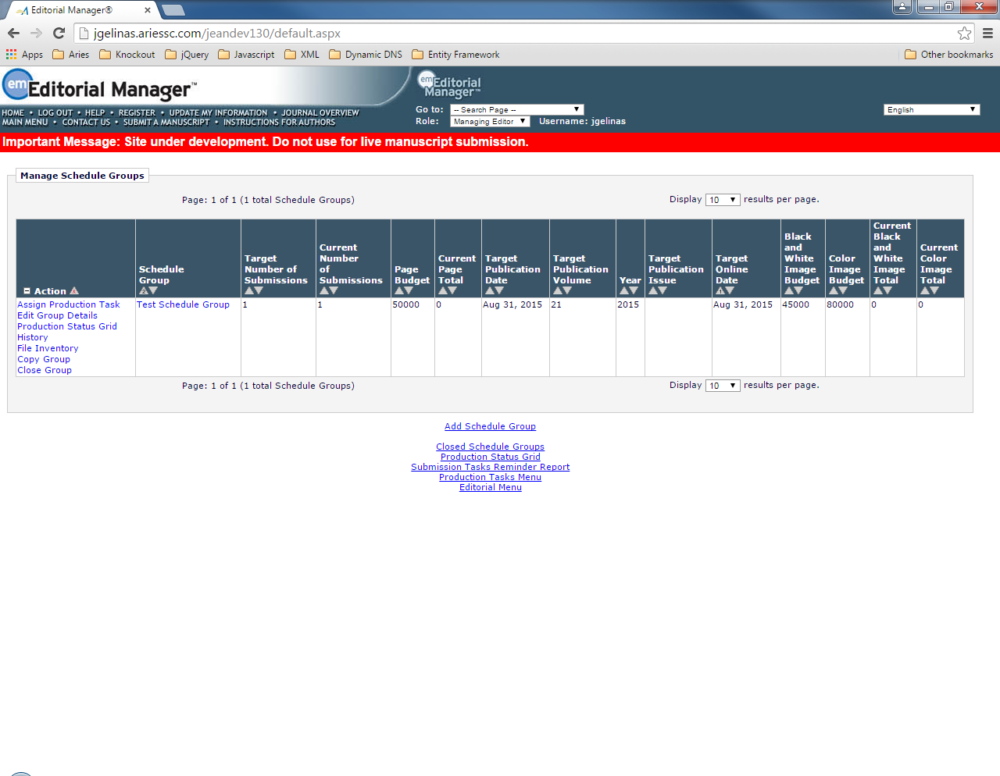 Editorial Manager®
jgelinas.ariessc.com/jeandev130/default.aspx
Apps Aries Knockout jQuery Javascript XML Dynamic DNS Entity Framework Other bookmarks
em Editorial Manager™
em Editorial Manager™
HOME • LOG OUT • HELP • REGISTER • UPDATE MY INFORMATION • JOURNAL OVERVIEW
MAIN MENU • CONTACT US • SUBMIT A MANUSCRIPT • INSTRUCTIONS FOR AUTHORS
Go to: -- Search Page -- English
Role: Managing Editor Username: jgelinas
Important Message: Site under development. Do not use for live manuscript submission.
Manage Schedule Groups
Page: 1 of 1 (1 total Schedule Groups) Display 10 results per page.
Action
Schedule Group
Target Number of Submissions
Current Number of Submissions
Page Budget
Current Page Total
Target Publication Date
Target Publication Volume
Year
Target Publication Issue
Target Online Date
Black and White Image Budget
Color Image Budget
Current Black and White Image Total
Current Color Image Total
Assign Production Task Test Schedule Group 1 1 50000 0 Aug 31, 2015 21 2015 Aug 31, 2015 45000 80000 0 0
Edit Group Details
Production Status Grid
History
File Inventory
Copy Group
Close Group
Page: 1 of 1 (1 total Schedule Groups) Display 10 results per page.
Add Schedule Group
Closed Schedule Groups
Production Status Grid
Submission Tasks Reminder Report
Production Tasks Menu
Editorial Menu